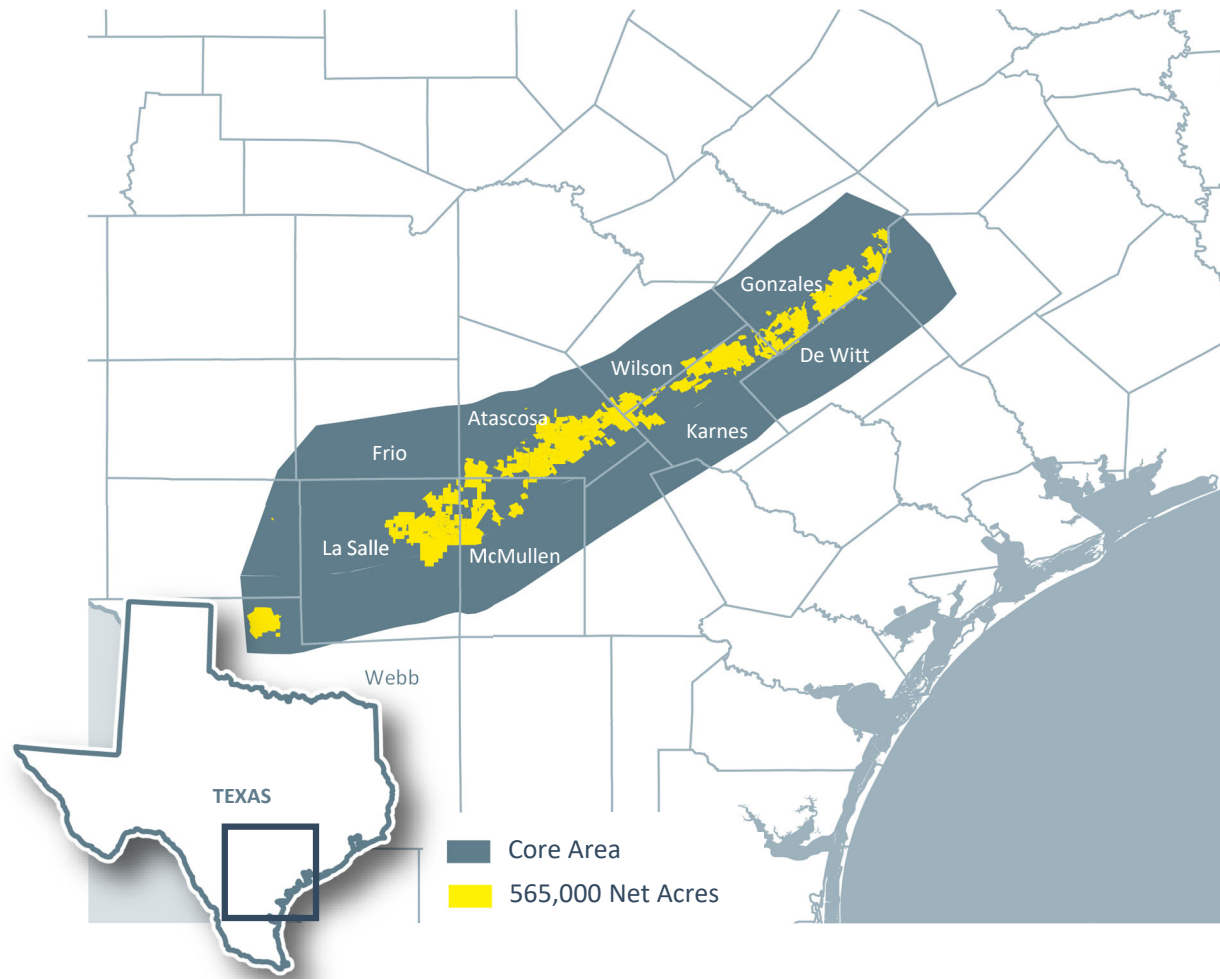 Gonzales
De Witt
Wilson
Atascosa
Karnes
Frio
La Salle
McMullen
Webb
TEXAS
Core Area
565,000 Net Acres